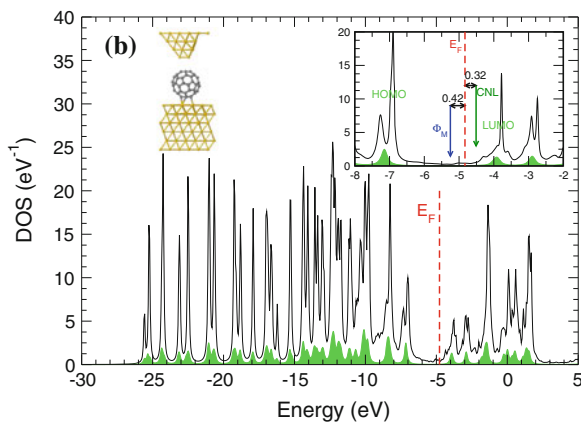 (b)
40
35
30
25
20
15
10
5
0
DOS (eV⁻¹)
-30 -25 -20 -15 -10 -5 0 5
Energy (eV)
E_F
20
15
10
5
0
-8 -7 -6 -5 -4 -3 -2
E_F
0.32
0.42
CNL
HOMO
Φ_M
LUMO